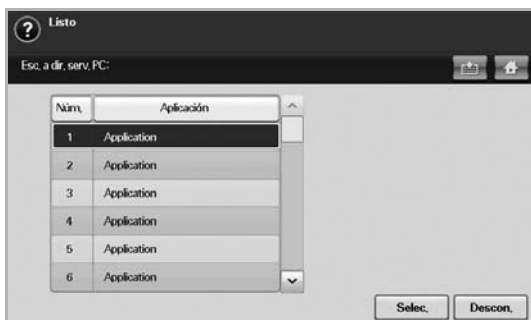 ?
Listo
Esc. a dir. serv. PC:
Núm. Aplicación
1 Application
2 Application
3 Application
4 Application
5 Application
6 Application
Selec. Descon.